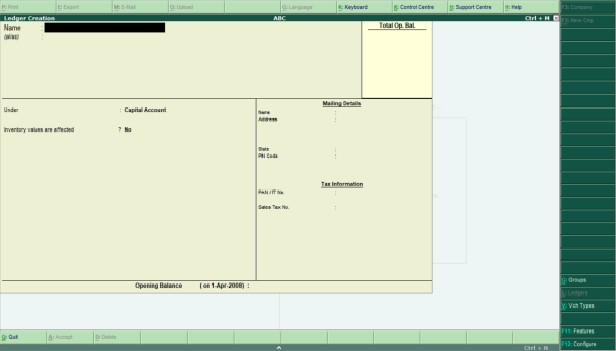 P: Print E: Export M: E-Mail O: Upload G: Language K: Keyboard K: Control Centre S: Support Centre H: Help F3: Company
Ledger Creation ABC Ctrl + M F3: New Cmp
Name : Total Op. Bal.
(alias) :
Mailing Details
Under : Capital Account Name :
Address :
Inventory values are affected ? No
State :
PIN Code :
Tax Information
PAN / IT No. :
Sales Tax No. :
G: Groups
Opening Balance ( on 1-Apr-2008) :
L: Ledgers
V: Vch Types
F11: Features
Q: Quit A: Accept D: Delete
F12: Configure
Ctrl + N